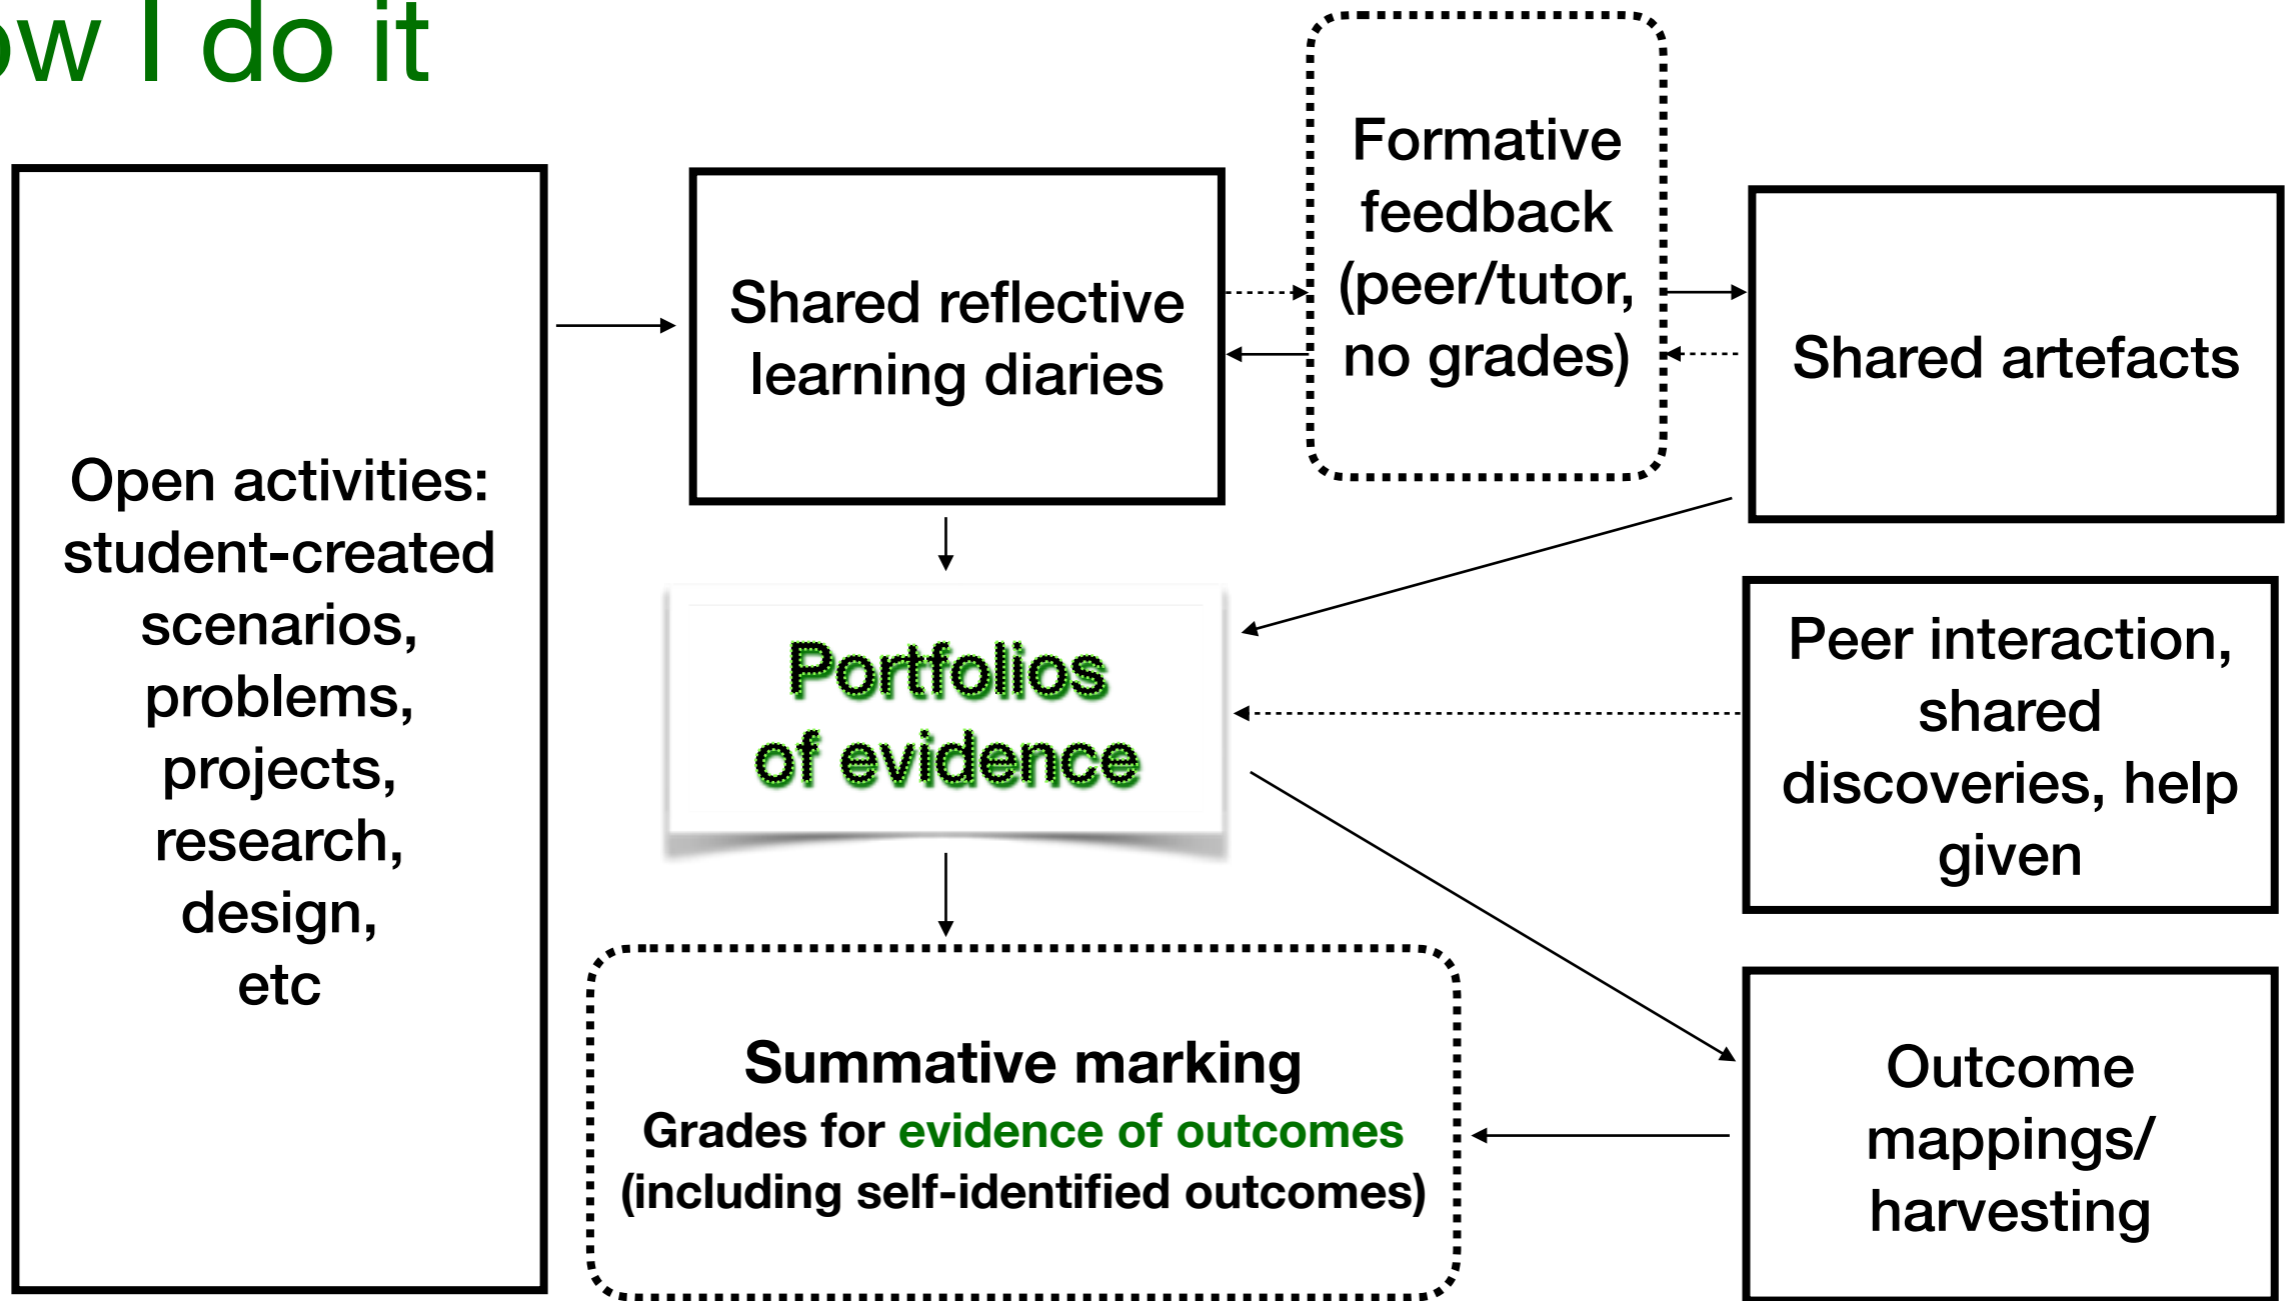 ow I do it
Open activities:
student-created
scenarios,
problems,
projects,
research,
design,
etc
Shared reflective
learning diaries
Formative
feedback
(peer/tutor,
no grades)
Shared artefacts
Portfolios
of evidence
Peer interaction,
shared
discoveries, help
given
Summative marking
Grades for evidence of outcomes
(including self-identified outcomes)
Outcome
mappings/
harvesting